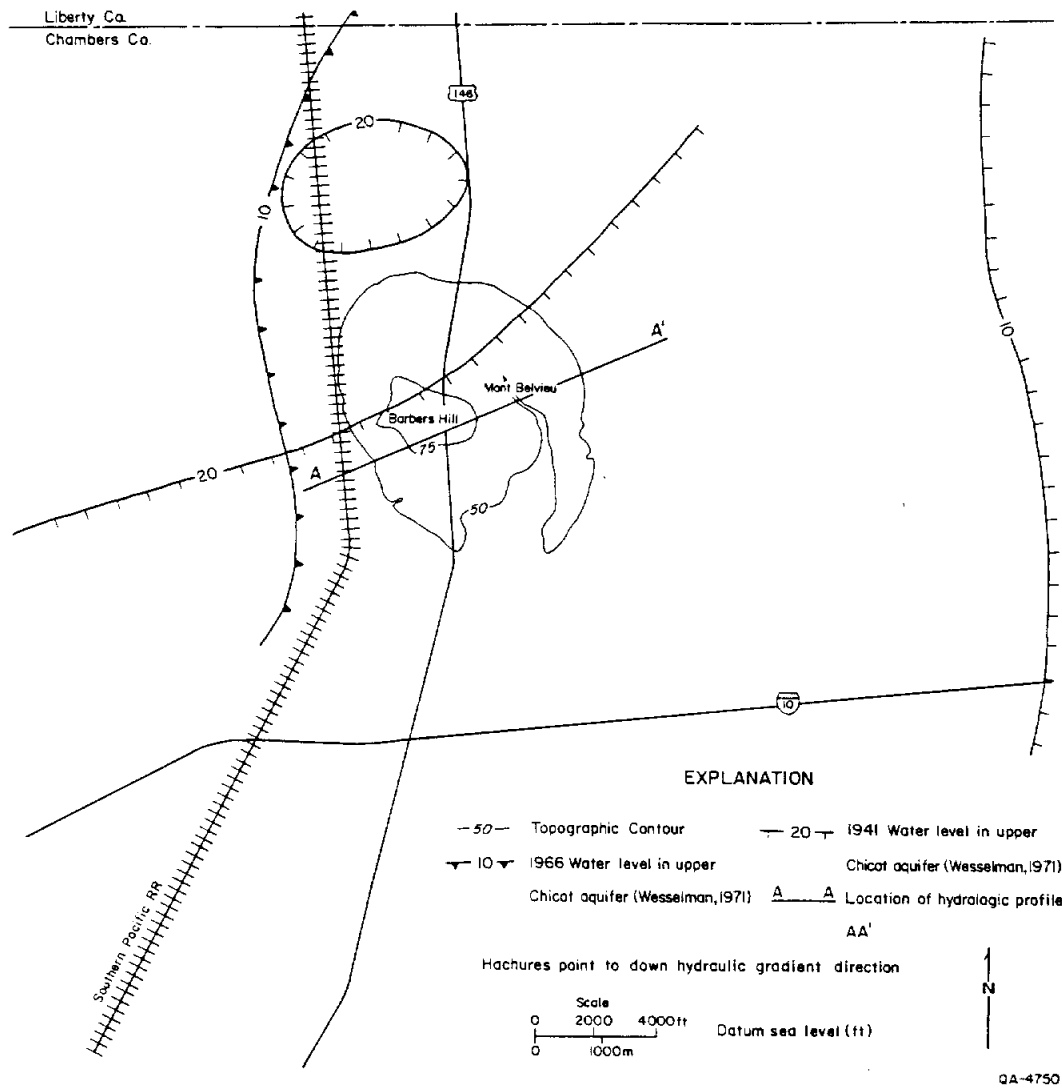 Liberty Co.
Chambers Co.
146
20
10
10
A'
Mont Belvieu
Barbers Hill
75
A
20
50
10
EXPLANATION
—50— Topographic Contour
20 1941 Water level in upper
Chicot aquifer (Wesselman, 1971)
10 1966 Water level in upper
Chicot aquifer (Wesselman, 1971)
A A Location of hydrologic profile
AA'
Hachures point to down hydraulic gradient direction
Southern Pacific RR
N
Scale
0 2000 4000ft
0 1000m
Datum sea level (ft)
QA-4750